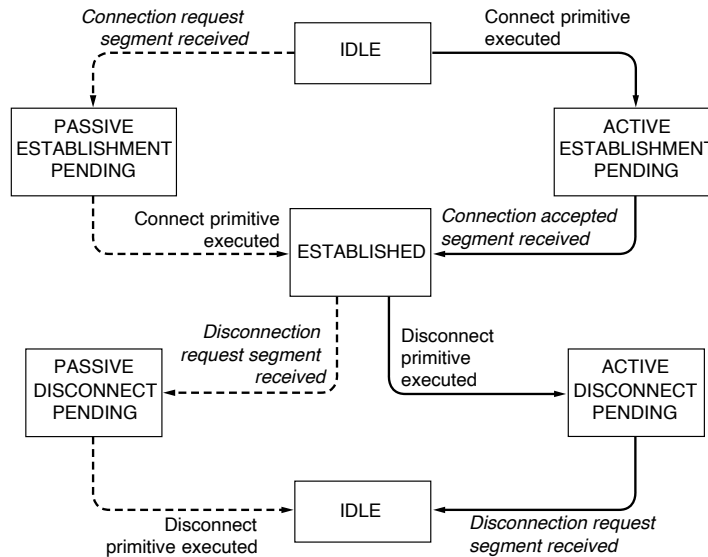 Connection request
segment received
IDLE
Connect primitive
executed
PASSIVE
ESTABLISHMENT
PENDING
ACTIVE
ESTABLISHMENT
PENDING
Connect primitive
executed
ESTABLISHED
Connection accepted
segment received
Disconnection
request segment
received
Disconnect
primitive
executed
PASSIVE
DISCONNECT
PENDING
ACTIVE
DISCONNECT
PENDING
Disconnect
primitive executed
IDLE
Disconnection request
segment received